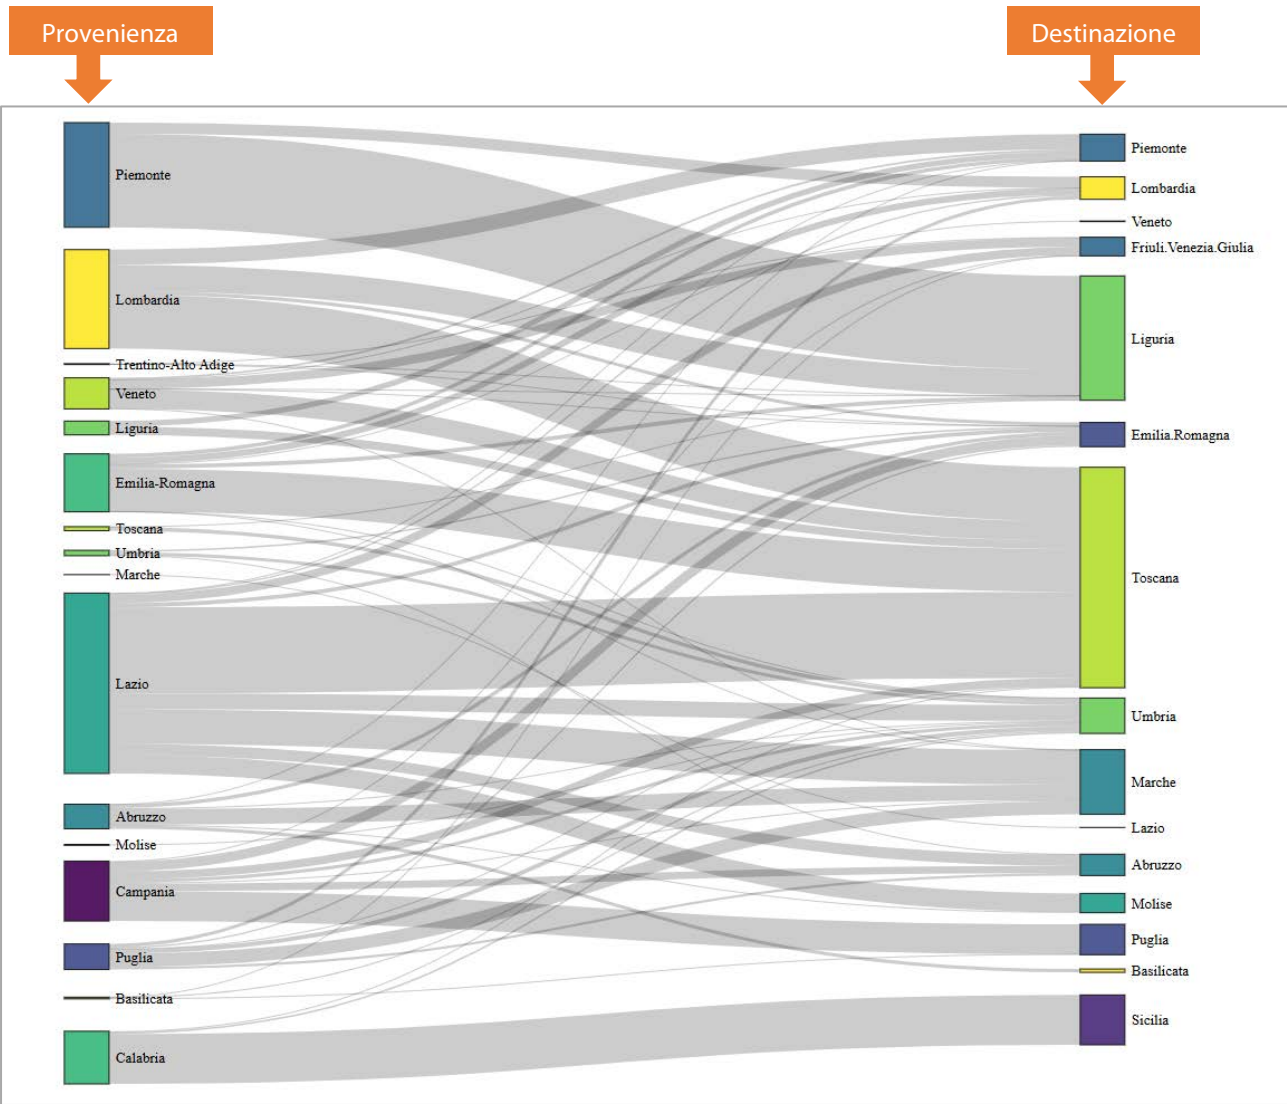 Provenienza
Destinazione
Piemonte
Lombardia
Trentino-Alto Adige
Veneto
Liguria
Emilia-Romagna
Toscana
Umbria
Marche
Lazio
Abruzzo
Molise
Campania
Puglia
Basilicata
Calabria
Piemonte
Lombardia
Veneto
Friuli.Venezia.Giulia
Liguria
Emilia.Romagna
Toscana
Umbria
Marche
Lazio
Abruzzo
Molise
Puglia
Basilicata
Sicilia